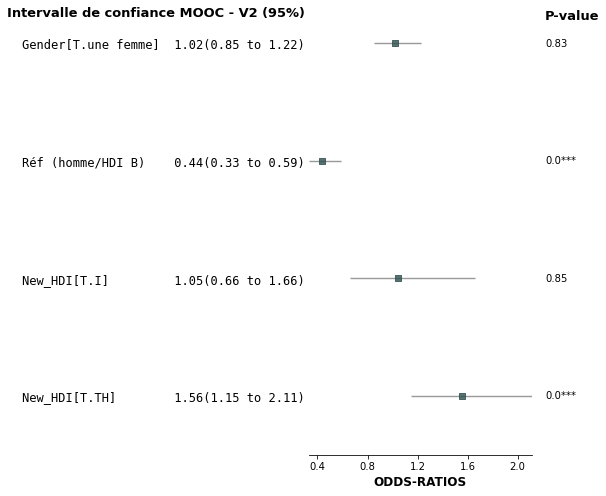 Intervalle de confiance MOOC - V2 (95%) P-value
Gender[T.une femme] 1.02(0.85 to 1.22) 0.83
Réf (homme/HDI B) 0.44(0.33 to 0.59) 0.0***
New_HDI[T.I] 1.05(0.66 to 1.66) 0.85
New_HDI[T.TH] 1.56(1.15 to 2.11) 0.0***
0.4 0.8 1.2 1.6 2.0
ODDS-RATIOS